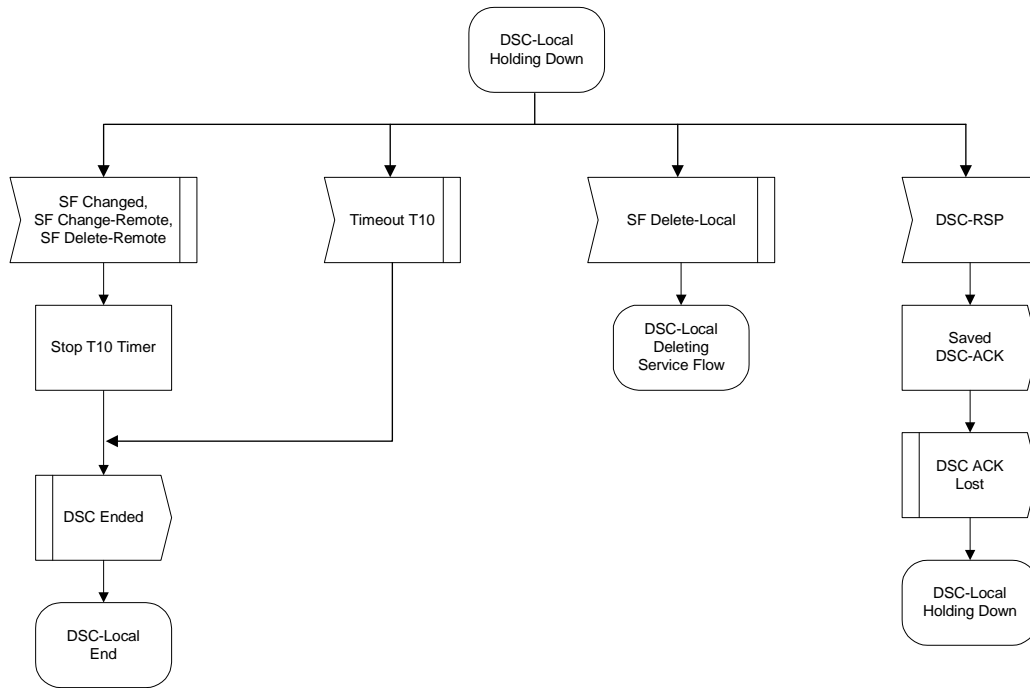 DSC-Local
Holding Down
SF Changed,
SF Change-Remote,
SF Delete-Remote
Timeout T10
SF Delete-Local
DSC-RSP
Stop T10 Timer
DSC-Local
Deleting
Service Flow
Saved
DSC-ACK
DSC Ended
DSC ACK
Lost
DSC-Local
End
DSC-Local
Holding Down